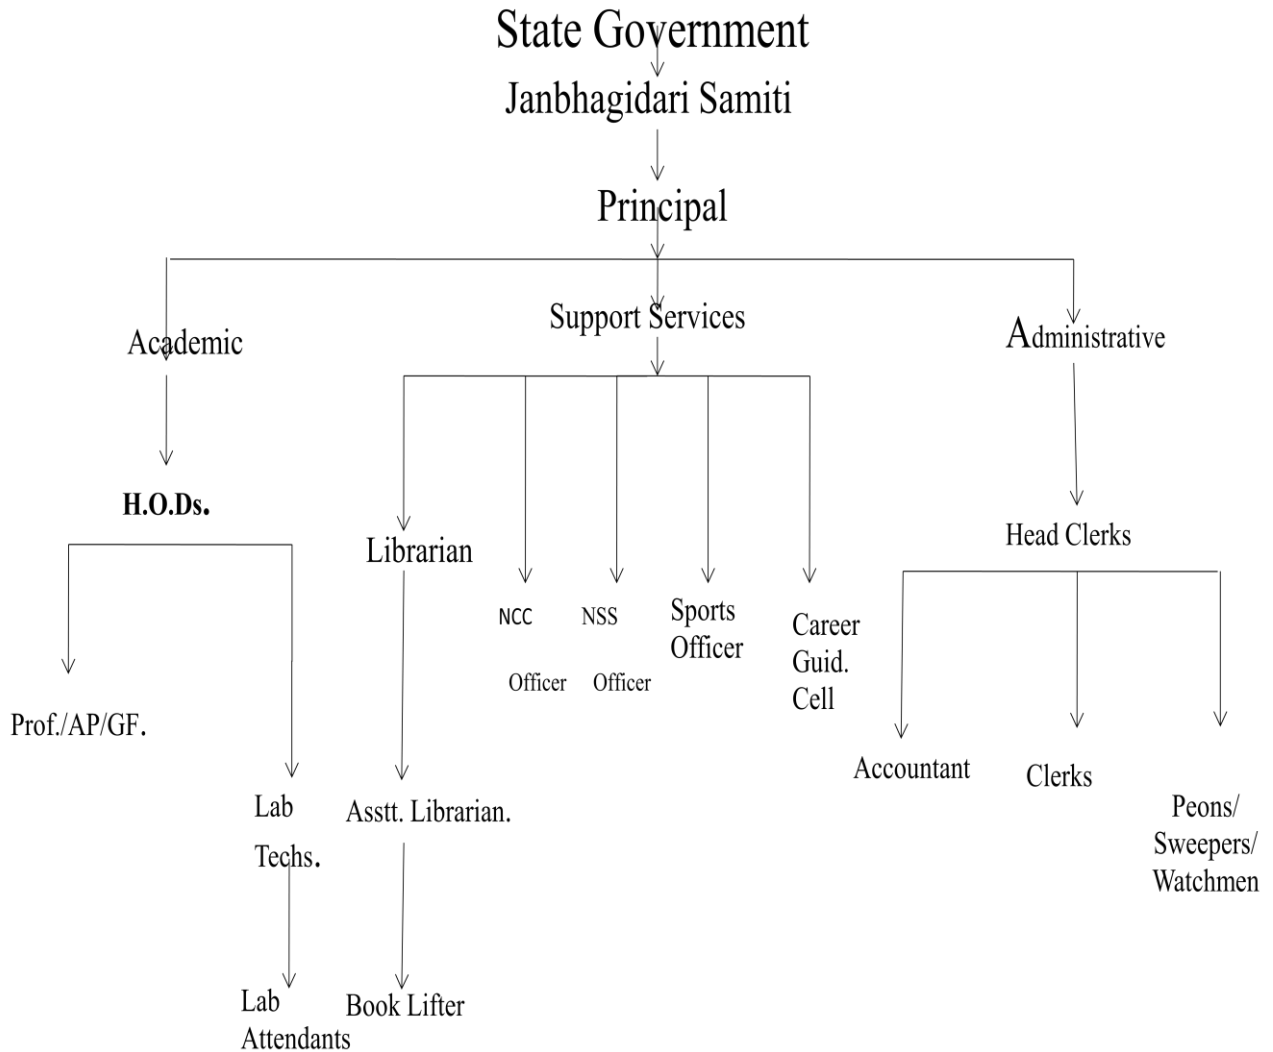 State Government
Janbhagidari Samiti
Principal
Support Services
Academic
Administrative
H.O.Ds.
Head Clerks
Librarian
NCC
Officer
NSS
Officer
Sports
Officer
Career
Guid.
Cell
Prof./AP/GF.
Accountant
Clerks
Peons/
Sweepers/
Watchmen
Lab
Techs.
Asstt. Librarian.
Lab
Attendants
Book Lifter